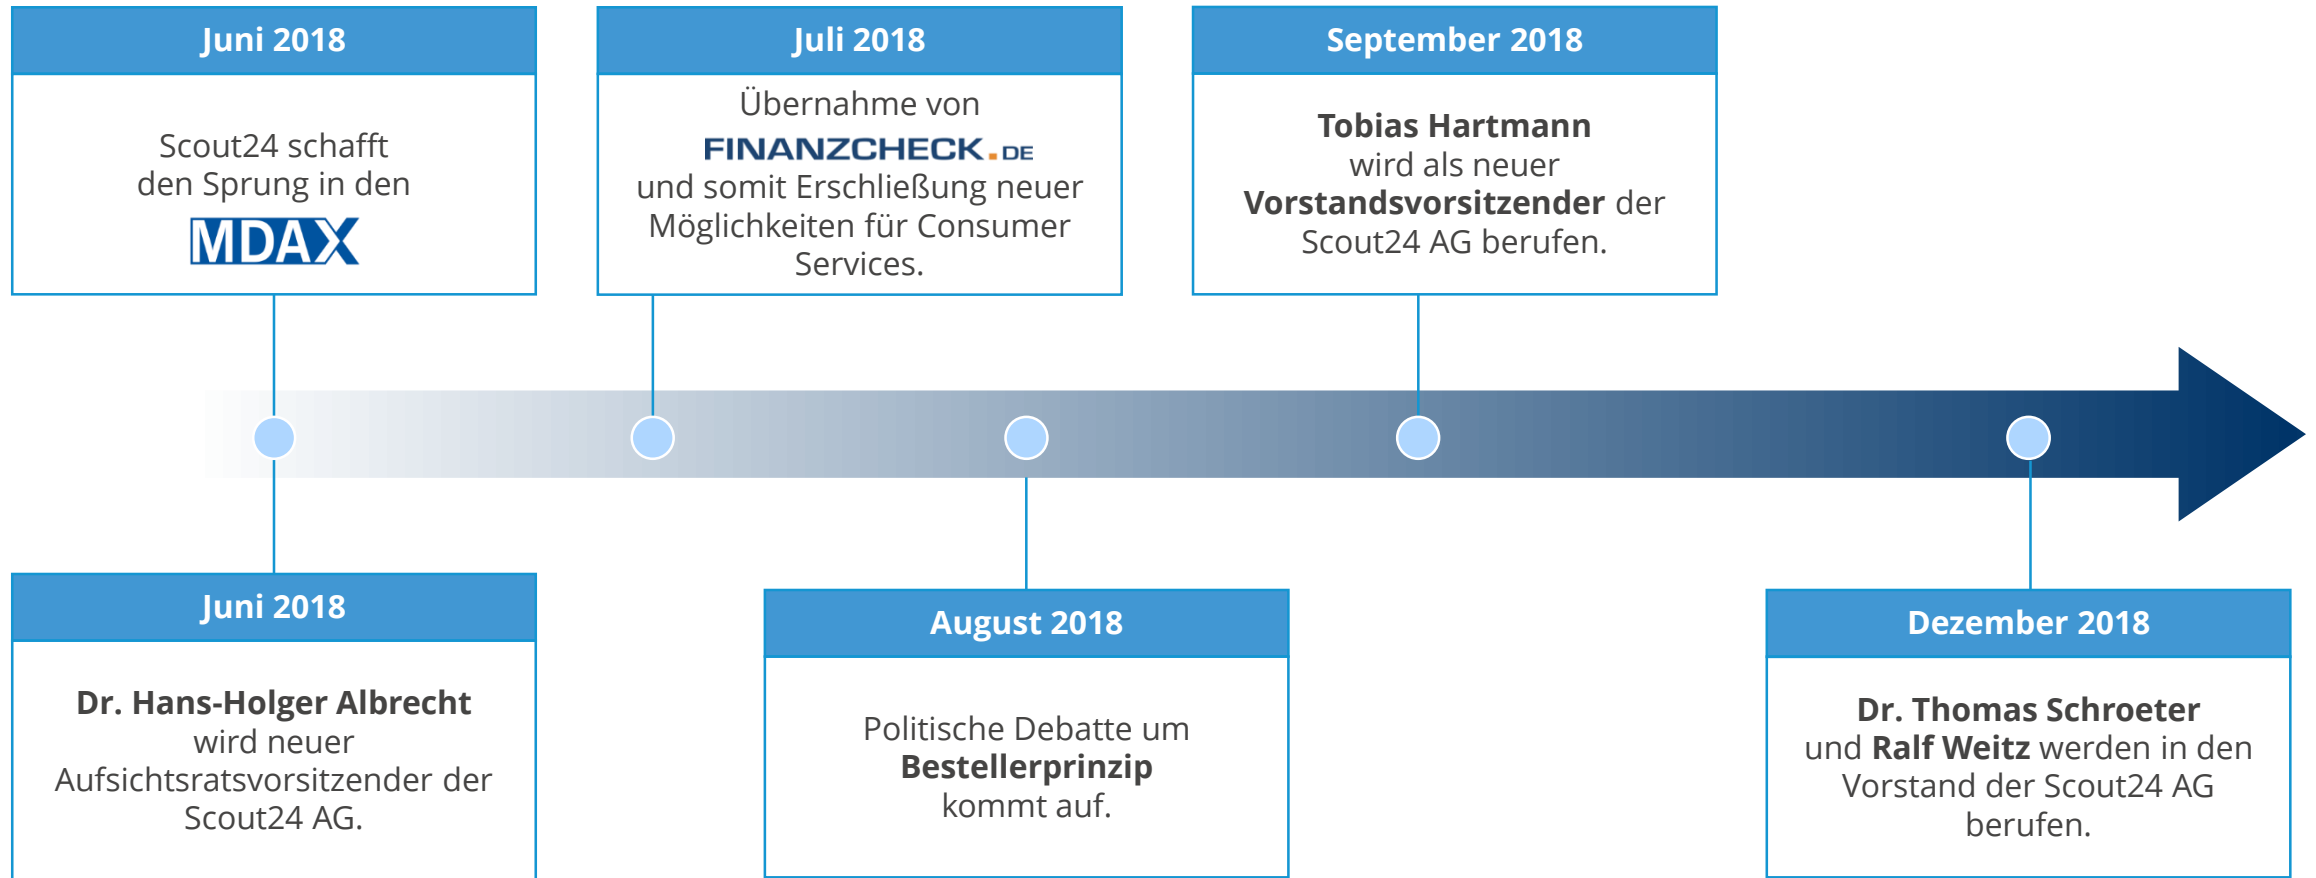 Juni 2018
Scout24 schafft
den Sprung in den
MDAX
Juli 2018
Übernahme von
FINANZCHECK.DE
und somit Erschließung neuer
Möglichkeiten für Consumer
Services.
September 2018
Tobias Hartmann
wird als neuer
Vorstandsvorsitzender der
Scout24 AG berufen.
Juni 2018
Dr. Hans-Holger Albrecht
wird neuer
Aufsichtsratsvorsitzender der
Scout24 AG.
August 2018
Politische Debatte um
Bestellerprinzip
kommt auf.
Dezember 2018
Dr. Thomas Schroeter
und Ralf Weitz werden in den
Vorstand der Scout24 AG
berufen.